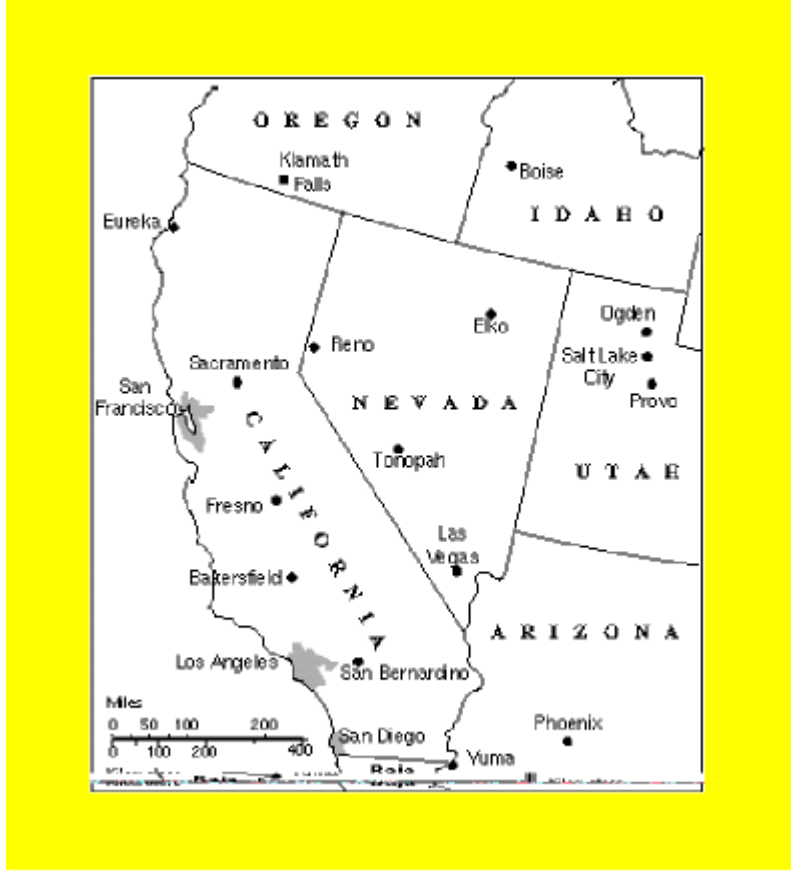 OREGON
Klamath
Falls
Boise
IDAHO
Eureka
Ogden
Elko
Reno
Salt Lake
City
Sacramento
Provo
San
Francisco
NEVADA
CALIFORNIA
Tonopah
UTAH
Fresno
Las
Vegas
Bakersfield
ARIZONA
Los Angeles
San Bernardino
Miles
0 50 100 200
Phoenix
San Diego
0 100 200 400
Yuma
Baja